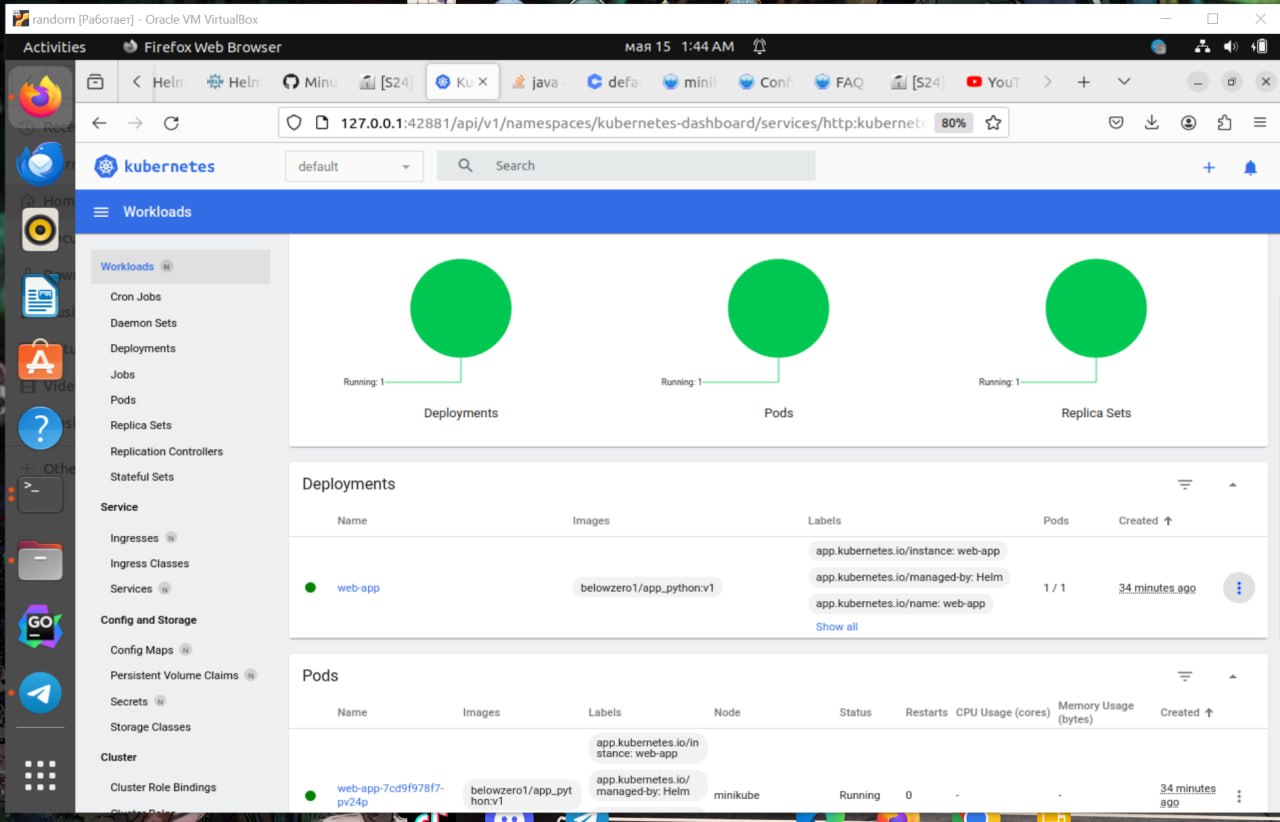 random [Работает] - Oracle VM VirtualBox
Activities
Firefox Web Browser
мая 15 1:44 AM
Helm
Helm
Minu
[S24]
Ku
java
defa
minik
Conf
FAQ
[S24]
YouT
127.0.0.1:42881/api/v1/namespaces/kubernetes-dashboard/services/http:kuberne
80%
kubernetes
default
Search
Workloads
Workloads N
Cron Jobs
Daemon Sets
Deployments
Jobs
Pods
Replica Sets
Replication Controllers
Stateful Sets
Service
Ingresses N
Ingress Classes
Services N
Config and Storage
Config Maps N
Persistent Volume Claims N
Secrets N
Storage Classes
Cluster
Cluster Role Bindings
Cluster Roles
Running: 1
Deployments
Running: 1
Pods
Running: 1
Replica Sets
Deployments
Name Images Labels Pods Created
web-app
belowzero1/app_python:v1
app.kubernetes.io/instance: web-app
app.kubernetes.io/managed-by: Helm
app.kubernetes.io/name: web-app
Show all
1 / 1
34 minutes ago
Pods
Name Images Labels Node Status Restarts CPU Usage (cores) Memory Usage
(bytes) Created
web-app-7cd9f978f7-
pv24p
belowzero1/app_pyt
hon:v1
app.kubernetes.io/in
stance: web-app
app.kubernetes.io/
managed-by: Helm
minikube
Running
0
-
-
34 minutes
ago